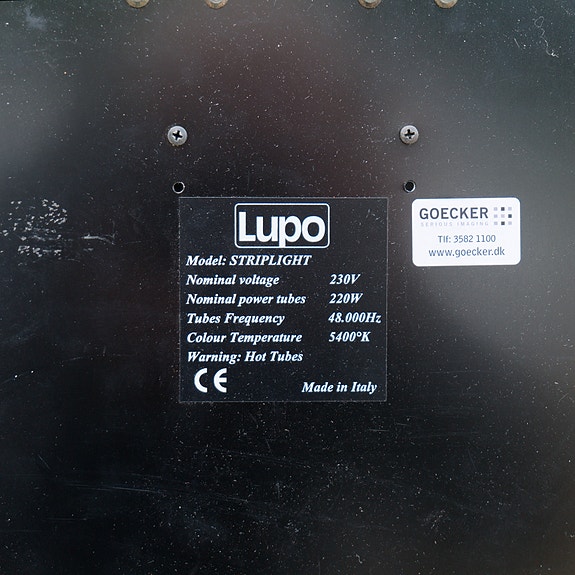 Lupo
Model: STRIPLIGHT
Nominal voltage 230V
Nominal power tubes 220W
Tubes Frequency 48.000Hz
Colour Temperature 5400°K
Warning: Hot Tubes
CE
Made in Italy
GOECKER
SERIOUS IMAGING
Tlf: 3582 1100
www.goecker.dk